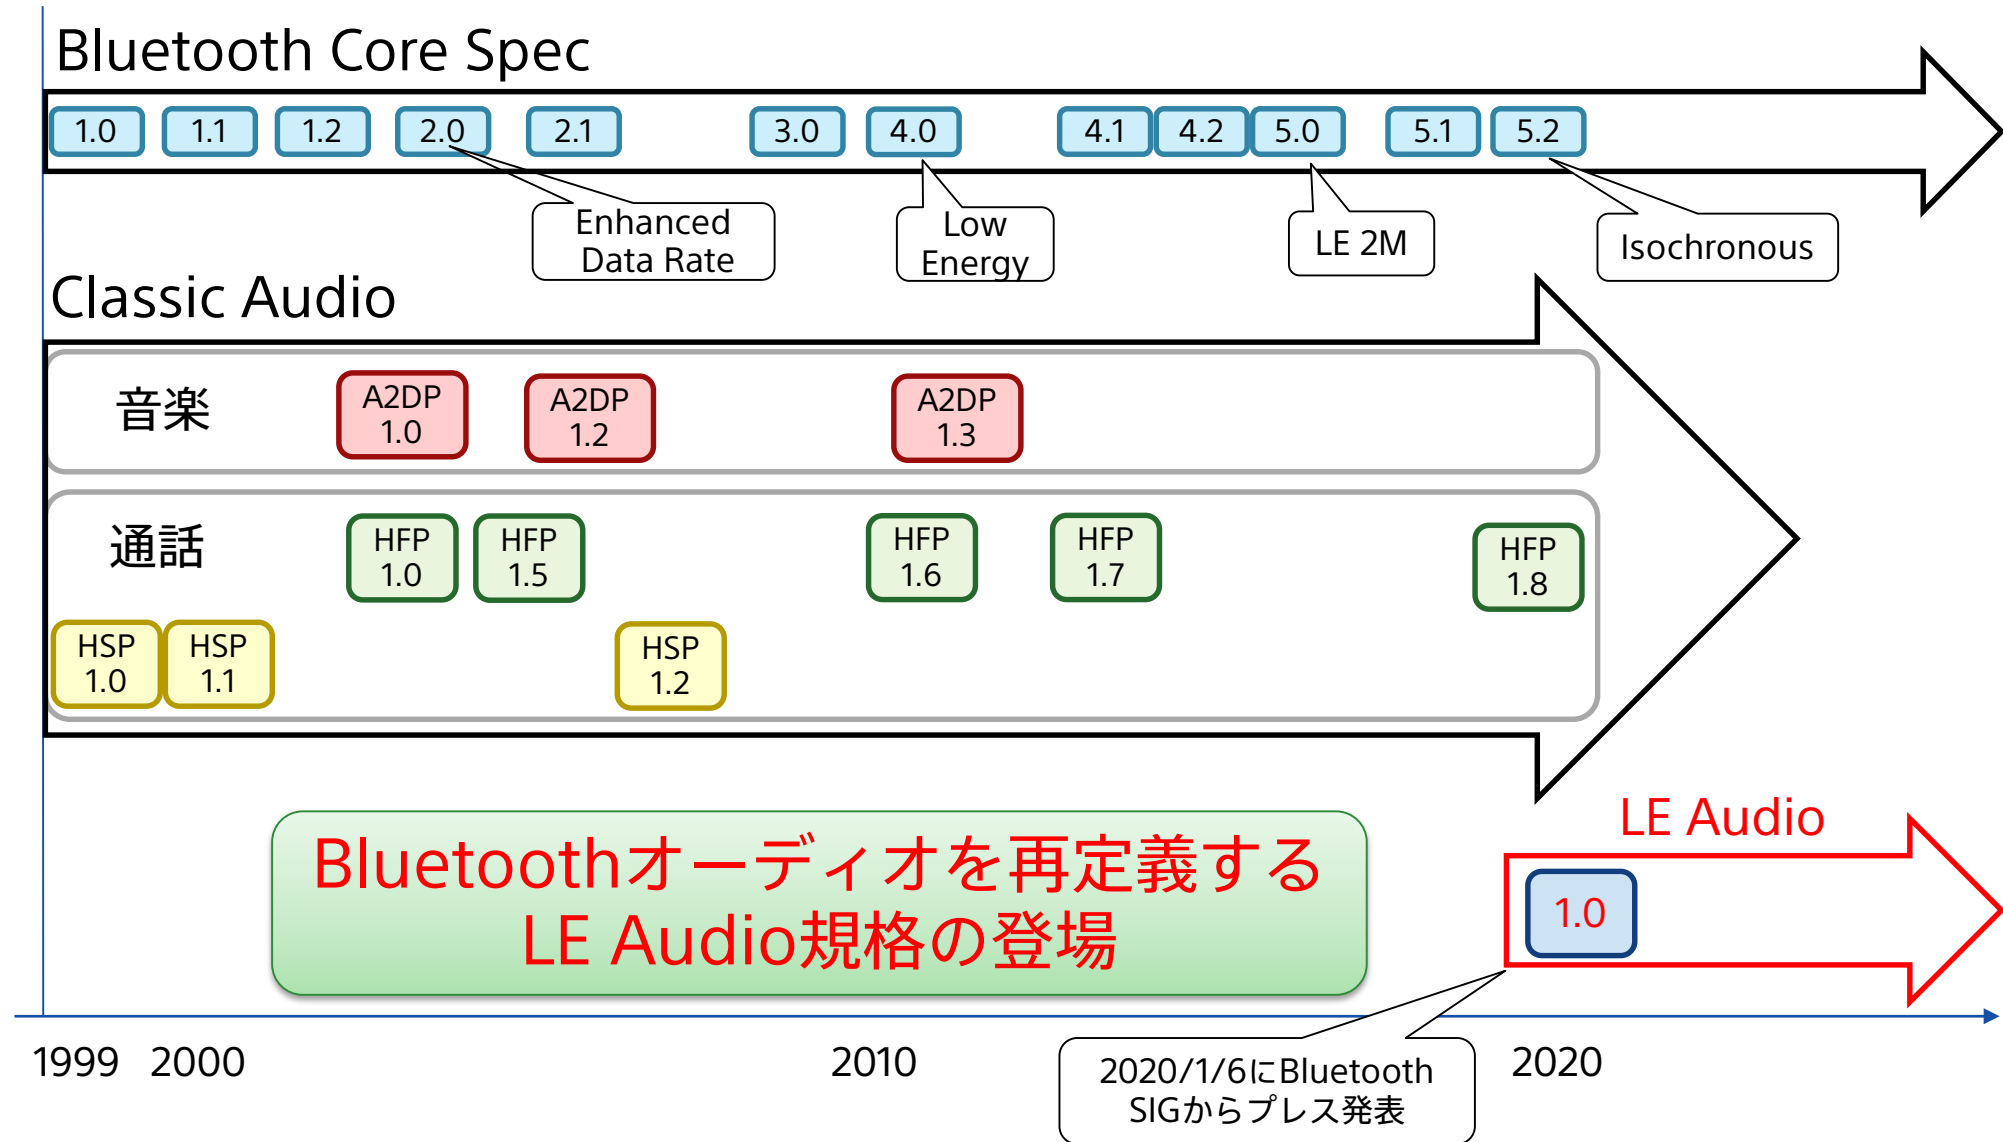 Bluetooth Core Spec
1.0
1.1
1.2
2.0
2.1
3.0
4.0
4.1
4.2
5.0
5.1
5.2
Enhanced
Data Rate
Low
Energy
LE 2M
Isochronous
Classic Audio
音楽
A2DP
1.0
A2DP
1.2
A2DP
1.3
通話
HFP
1.0
HFP
1.5
HFP
1.6
HFP
1.7
HFP
1.8
HSP
1.0
HSP
1.1
HSP
1.2
LE Audio
1.0
Bluetoothオーディオを再定義する
LE Audio規格の登場
1999
2000
2010
2020
2020/1/6にBluetooth
SIGからプレス発表